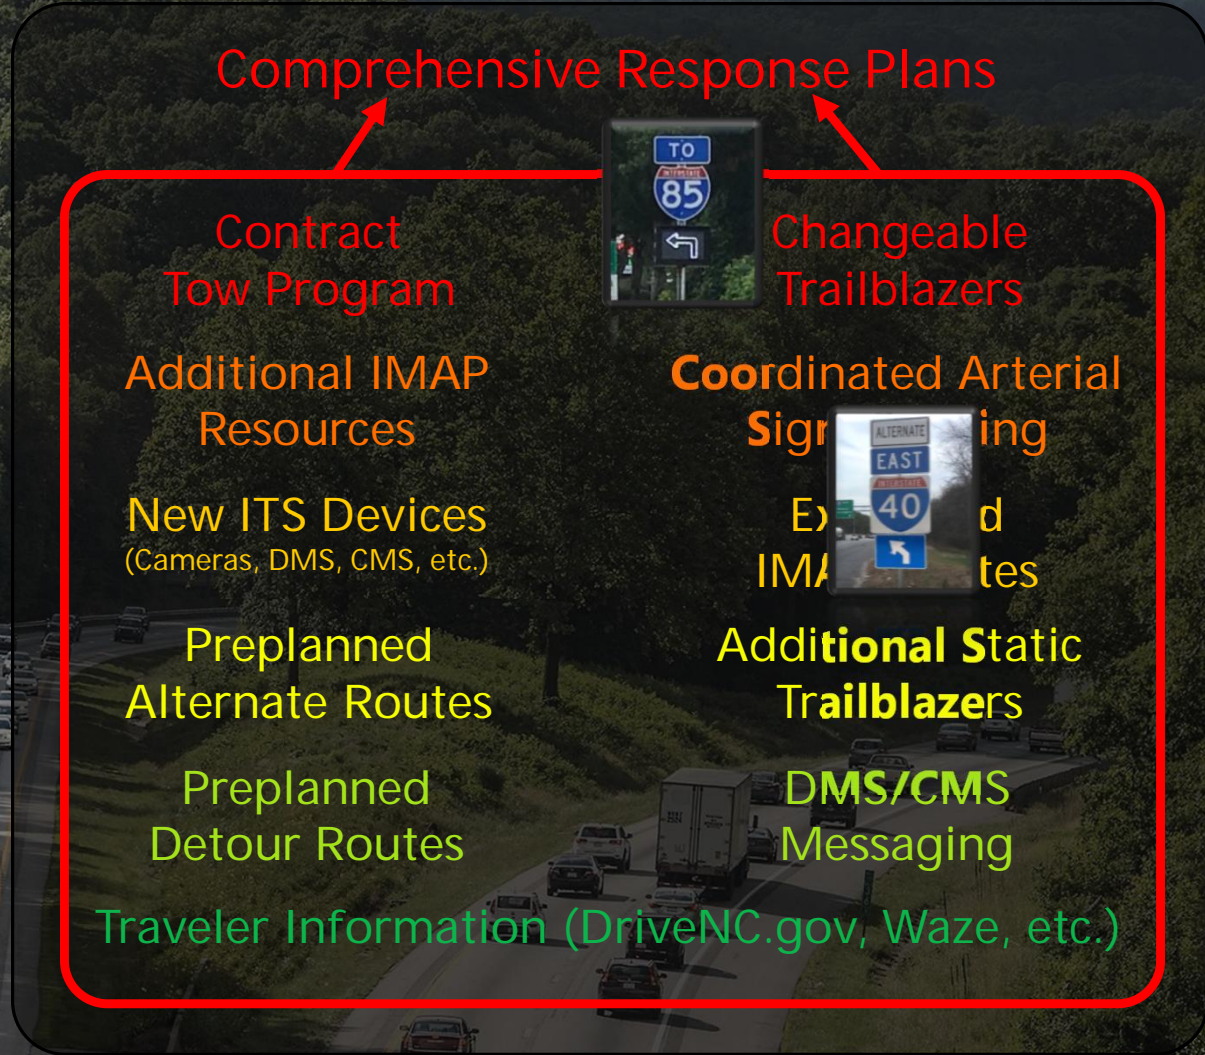 Comprehensive Response Plans
TO
INTERSTATE
85
Contract
Tow Program
Changeable
Trailblazers
Additional IMAP
Resources
Coordinated Arterial
ALTERNATE
EAST
INTERSTATE
40
New ITS Devices
(Cameras, DMS, CMS, etc.)
Preplanned
Alternate Routes
Additional Static
Trailblazers
Preplanned
Detour Routes
DMS/CMS
Messaging
Traveler Information (DriveNC.gov, Waze, etc.)